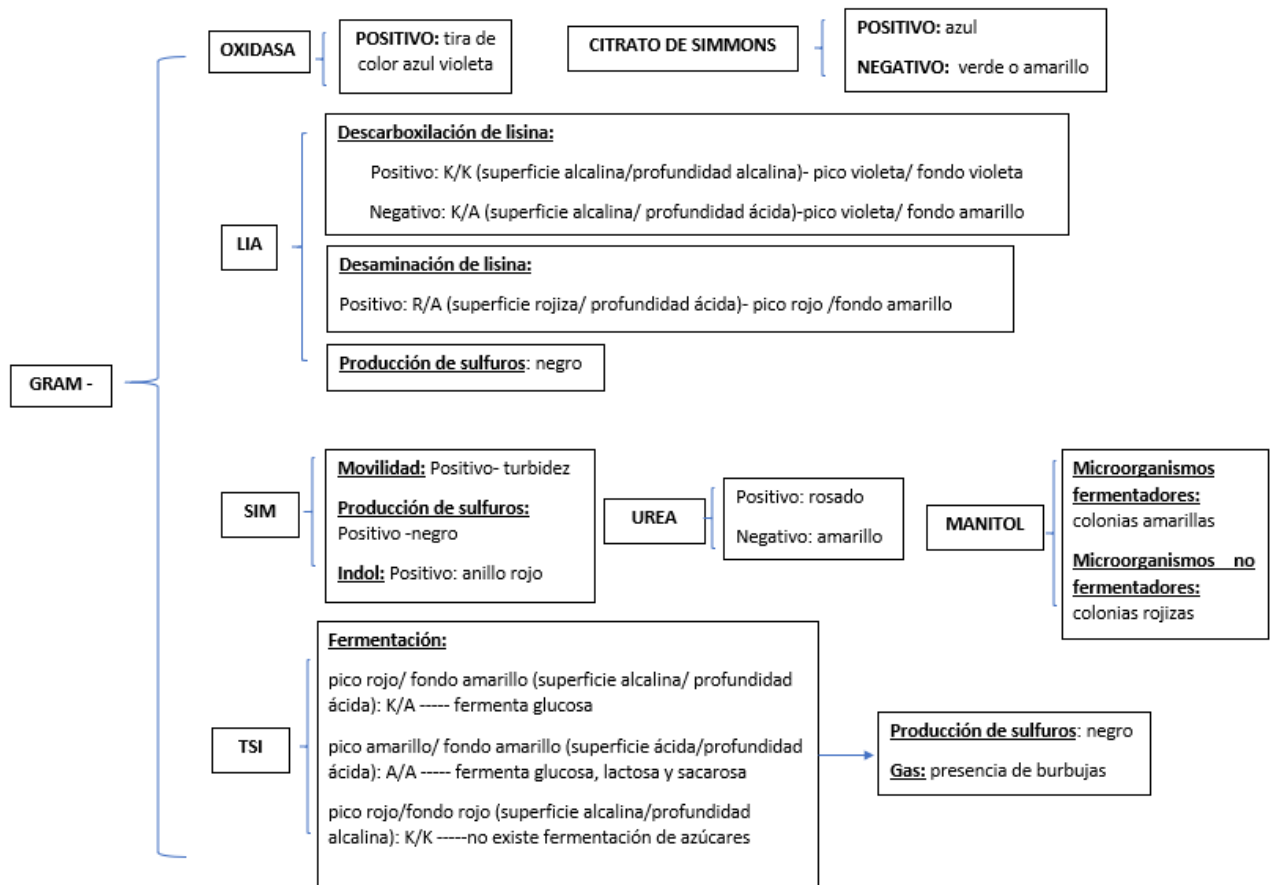 OXIDASA
POSITIVO: tira de
color azul violeta
CITRATO DE SIMMONS
POSITIVO: azul
NEGATIVO: verde o amarillo
LIA
Descarboxilación de lisina:
Positivo: K/K (superficie alcalina/profundidad alcalina)- pico violeta/ fondo violeta
Negativo: K/A (superficie alcalina/ profundidad ácida)-pico violeta/ fondo amarillo
Desaminación de lisina:
Positivo: R/A (superficie rojiza/ profundidad ácida)- pico rojo /fondo amarillo
Producción de sulfuros: negro
GRAM -
SIM
Movilidad: Positivo- turbidez
Producción de sulfuros:
Positivo -negro
Indol: Positivo: anillo rojo
UREA
Positivo: rosado
Negativo: amarillo
MANITOL
Microorganismos
fermentadores:
colonias amarillas
Microorganismos no
fermentadores:
colonias rojizas
TSI
Fermentación:
pico rojo/ fondo amarillo (superficie alcalina/ profundidad
ácida): K/A ----- fermenta glucosa
pico amarillo/ fondo amarillo (superficie ácida/profundidad
ácida): A/A ----- fermenta glucosa, lactosa y sacarosa
pico rojo/fondo rojo (superficie alcalina/profundidad
alcalina): K/K -----no existe fermentación de azúcares
Producción de sulfuros: negro
Gas: presencia de burbujas